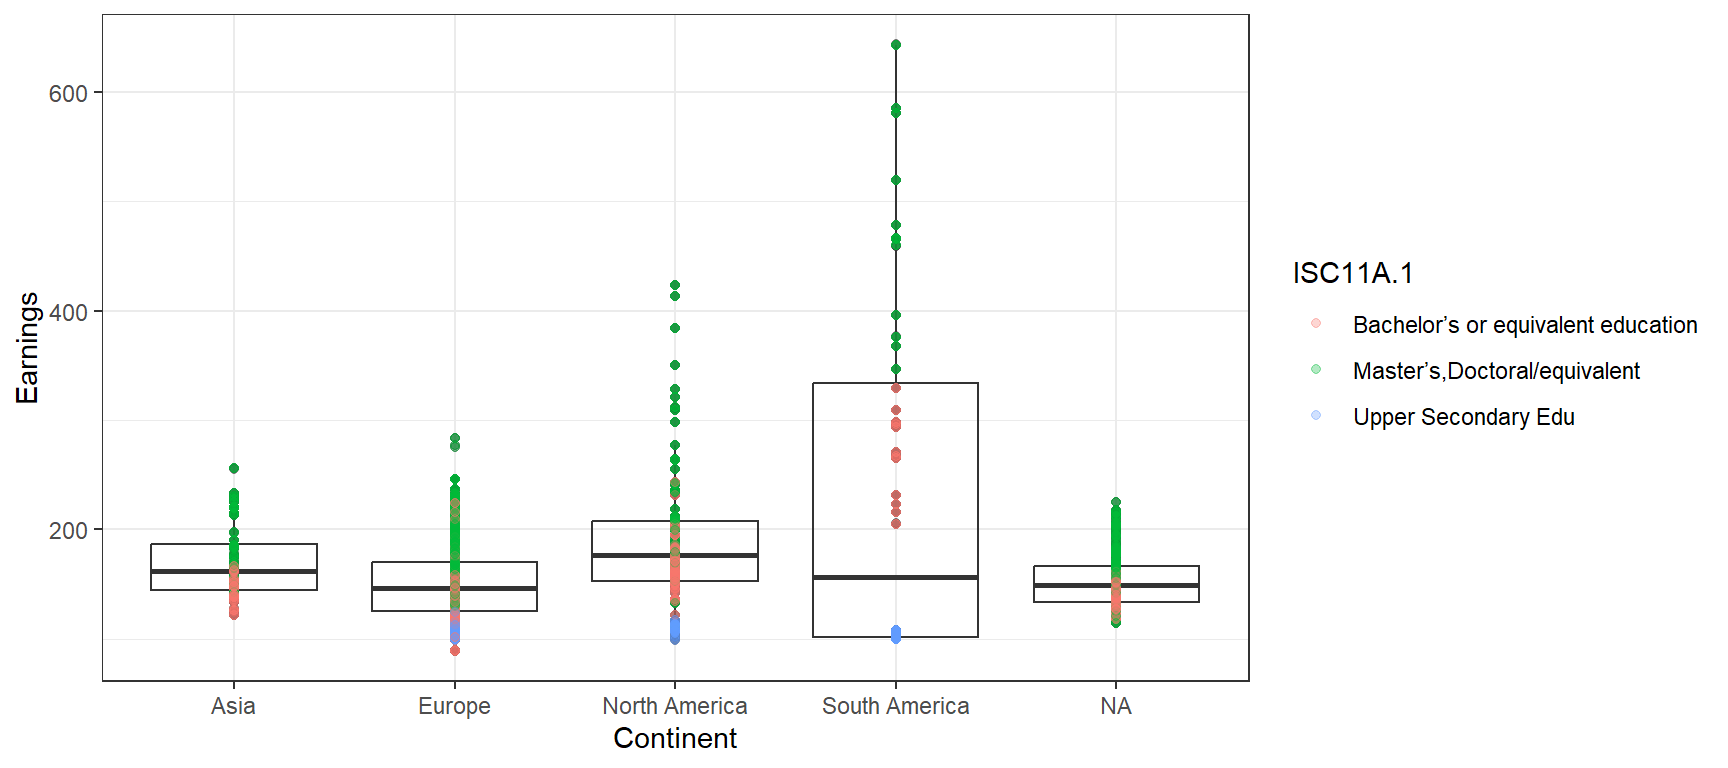 600
400
200
Earnings
Asia
Europe
North America
South America
NA
Continent
ISC11A.1
Bachelor’s or equivalent education
Master’s,Doctoral/equivalent
Upper Secondary Edu